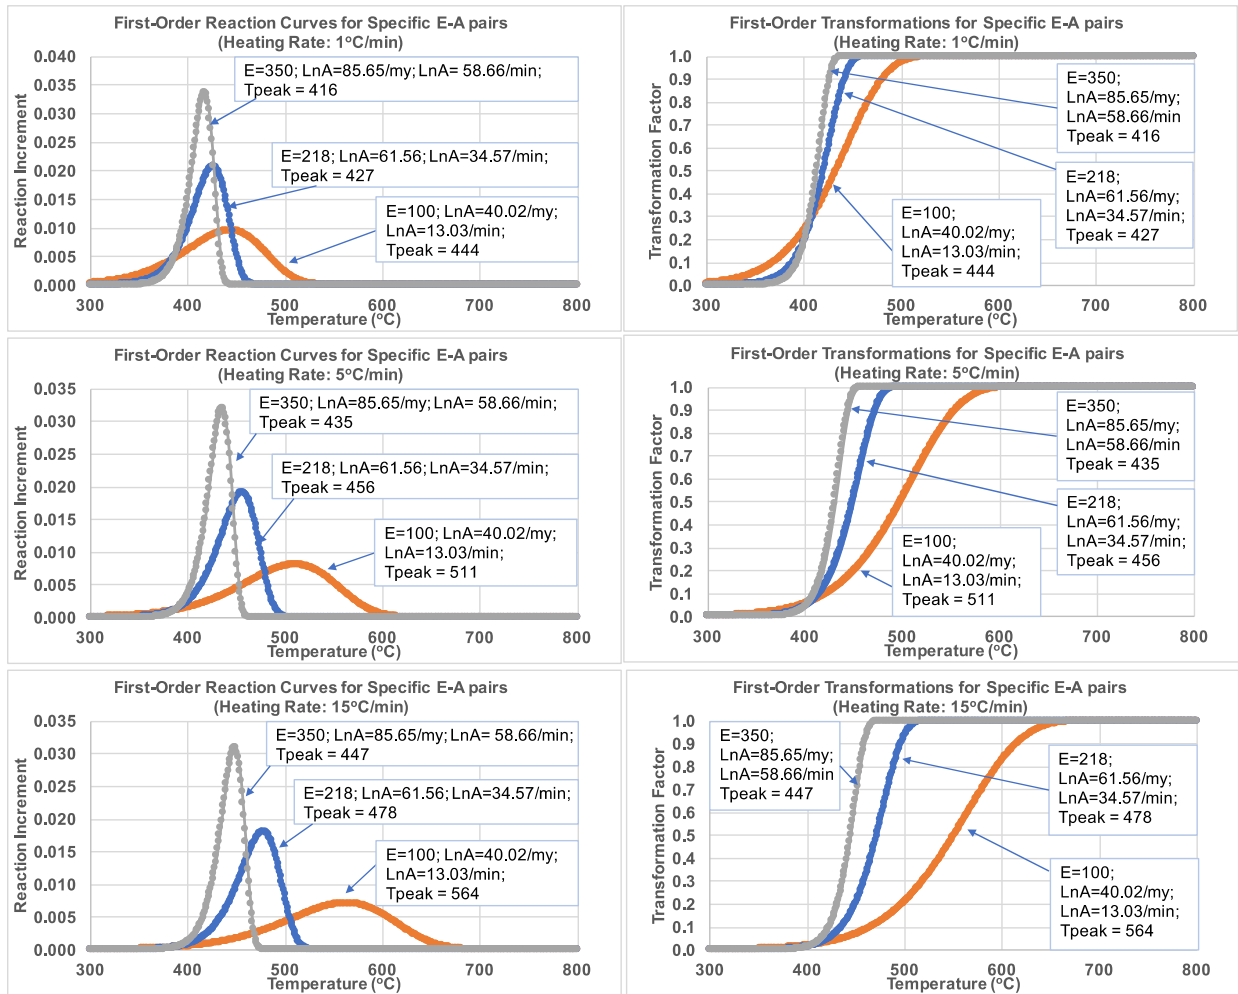 First-Order Reaction Curves for Specific E-A pairs
(Heating Rate: 1°C/min)
Reaction Increment
0.040
0.035
0.030
0.025
0.020
0.015
0.010
0.005
0.000
E=350; LnA=85.65/my; LnA= 58.66/min;
Tpeak = 416
E=218; LnA=61.56; LnA=34.57/min;
Tpeak = 427
E=100; LnA=40.02/my;
LnA=13.03/min;
Tpeak = 444
300 400 500 600 700 800
Temperature (°C)
First-Order Transformations for Specific E-A pairs
(Heating Rate: 1°C/min)
Transformation Factor
1.0
0.9
0.8
0.7
0.6
0.5
0.4
0.3
0.2
0.1
0.0
E=350;
LnA=85.65/my;
LnA=58.66/min
Tpeak = 416
E=218;
LnA=61.56/my;
LnA=34.57/min;
Tpeak = 427
E=100;
LnA=40.02/my;
LnA=13.03/min;
Tpeak = 444
300 400 500 600 700 800
Temperature (°C)
First-Order Reaction Curves for Specific E-A pairs
(Heating Rate: 5°C/min)
Reaction Increment
0.035
0.030
0.025
0.020
0.015
0.010
0.005
0.000
E=350; LnA=85.65/my; LnA= 58.66/min;
Tpeak = 435
E=218; LnA=61.56; LnA=34.57/min;
Tpeak = 456
E=100; LnA=40.02/my;
LnA=13.03/min;
Tpeak = 511
300 400 500 600 700 800
Temperature (°C)
First-Order Transformations for Specific E-A pairs
(Heating Rate: 5°C/min)
Transformation Factor
1.0
0.9
0.8
0.7
0.6
0.5
0.4
0.3
0.2
0.1
0.0
E=350;
LnA=85.65/my;
LnA=58.66/min
Tpeak = 435
E=218;
LnA=61.56/my;
LnA=34.57/min;
Tpeak = 456
E=100;
LnA=40.02/my;
LnA=13.03/min;
Tpeak = 511
300 400 500 600 700 800
Temperature (°C)
First-Order Reaction Curves for Specific E-A pairs
(Heating Rate: 15°C/min)
Reaction Increment
0.035
0.030
0.025
0.020
0.015
0.010
0.005
0.000
E=350; LnA=85.65/my; LnA= 58.66/min;
Tpeak = 447
E=218; LnA=61.56; LnA=34.57/min;
Tpeak = 478
E=100; LnA=40.02/my;
LnA=13.03/min;
Tpeak = 564
300 400 500 600 700 800
Temperature (°C)
First-Order Transformations for Specific E-A pairs
(Heating Rate: 15°C/min)
Transformation Factor
1.0
0.9
0.8
0.7
0.6
0.5
0.4
0.3
0.2
0.1
0.0
E=350;
LnA=85.65/my;
LnA=58.66/min
Tpeak = 447
E=218;
LnA=61.56/my;
LnA=34.57/min;
Tpeak = 478
E=100;
LnA=40.02/my;
LnA=13.03/min;
Tpeak = 564
300 400 500 600 700 800
Temperature (°C)